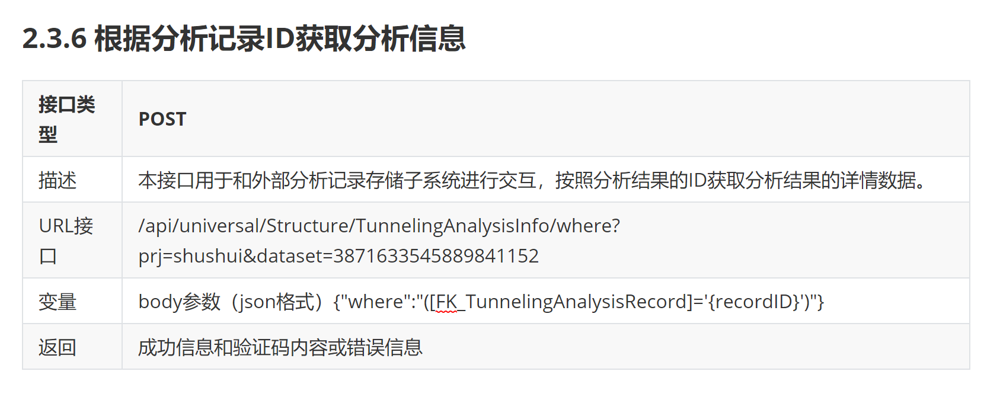 2.3.6 根据分析记录ID获取分析信息
接口类
型
POST
描述
本接口用于和外部分析记录存储子系统进行交互，按照分析结果的ID获取分析结果的详情数据。
URL接
口
/api/universal/Structure/TunnelingAnalysisInfo/where?
prj=shushui&dataset=3871633545889841152
变量
body参数（json格式）{"where":"([FK_TunnelingAnalysisRecord]='{recordID}')"}
返回
成功信息和验证码内容或错误信息